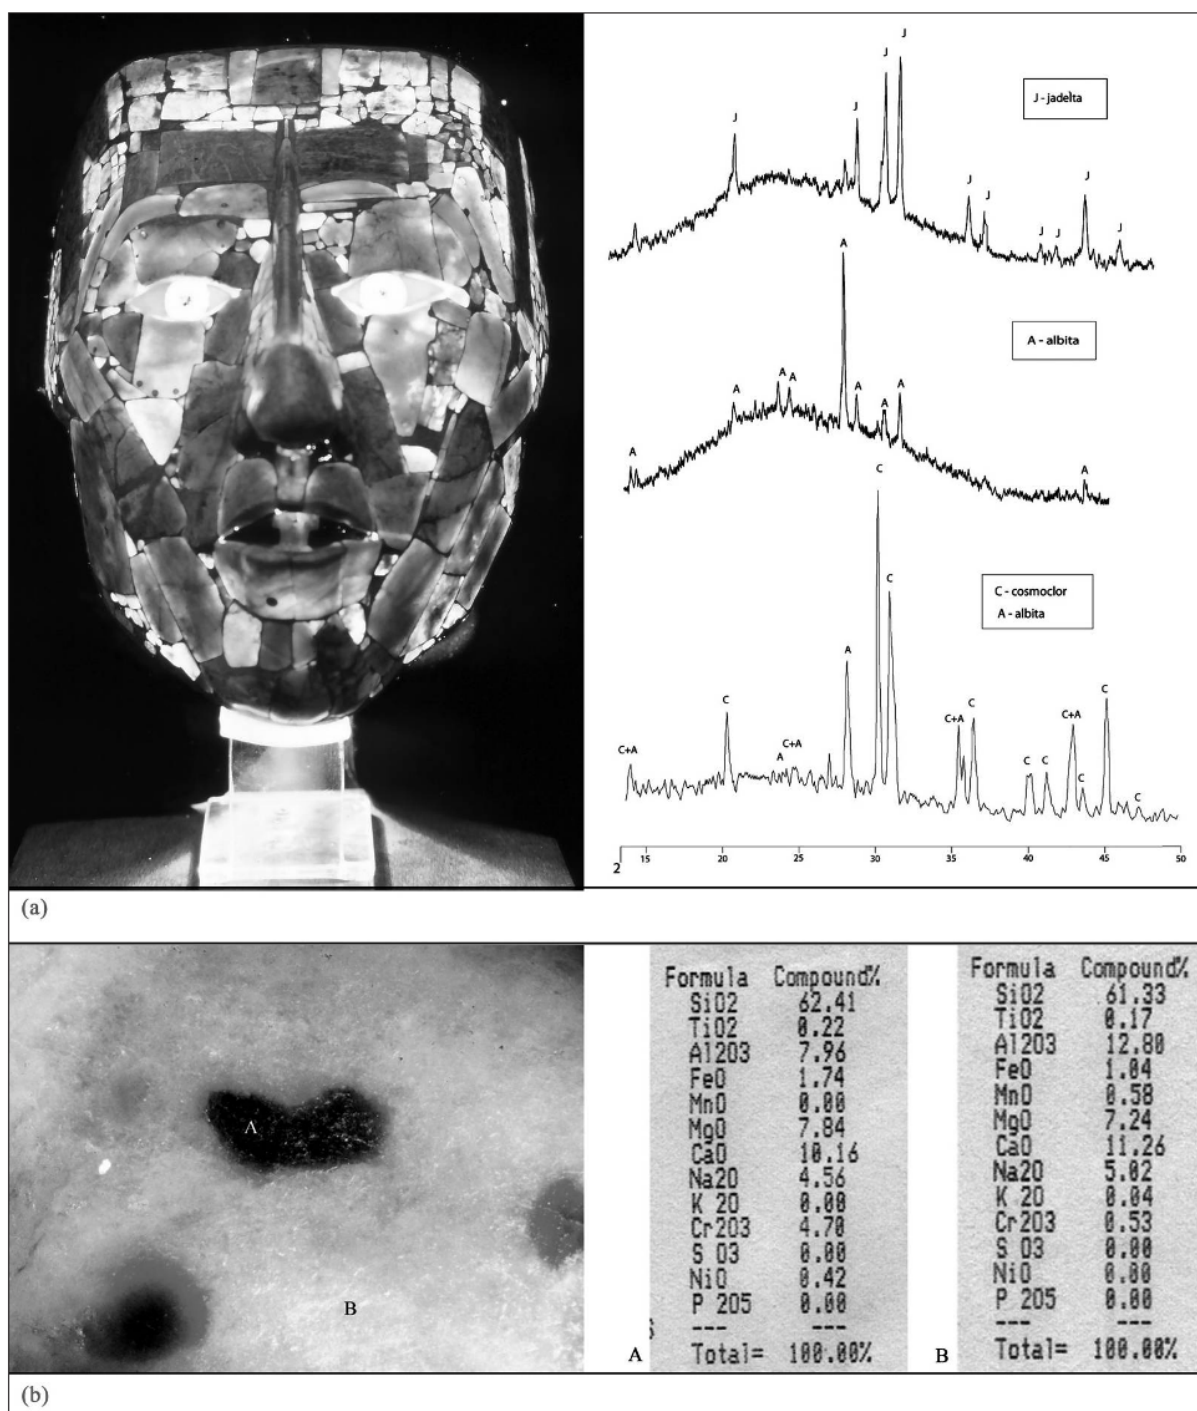 J
J
J
J
J
J
J
J
J
J
J - jadeíta
A
A
A
A
A
A
A
A
A
A - albita
C
C
C - cosmoclor
A - albita
A
C
C+A
C
C+A
C
C+A
A
C+A
C
C
C
C
2
15
20
25
30
35
40
45
50
(a)
A
B
A
Formula Compound%
SiO2 62.41
TiO2 0.22
Al2O3 7.96
FeO 1.74
MnO 0.00
MgO 7.84
CaO 10.16
Na2O 4.56
K 2O 0.00
Cr2O3 4.70
S O3 0.00
NiO 0.42
P 2O5 0.00
--- ---
Total= 100.00%
B
Formula Compound%
SiO2 61.33
TiO2 0.17
Al2O3 12.80
FeO 1.04
MnO 0.58
MgO 7.24
CaO 11.26
Na2O 5.02
K 2O 0.04
Cr2O3 0.53
S O3 0.00
NiO 0.00
P 2O5 0.00
--- ---
Total= 100.00%
(b)